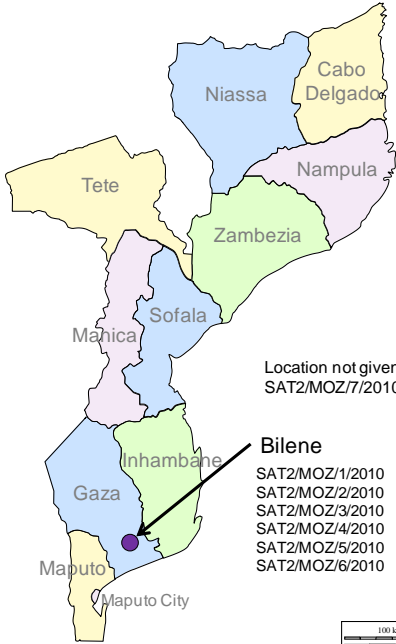 Cabo
Delgado
Niassa
Nampula
Tete
Zambezia
Sofala
Manica
Location not given
SAT2/MOZ/7/2010
Bilene
Inhambane
SAT2/MOZ/1/2010
SAT2/MOZ/2/2010
SAT2/MOZ/3/2010
SAT2/MOZ/4/2010
SAT2/MOZ/5/2010
SAT2/MOZ/6/2010
Gaza
Maputo
Maputo City
100 k